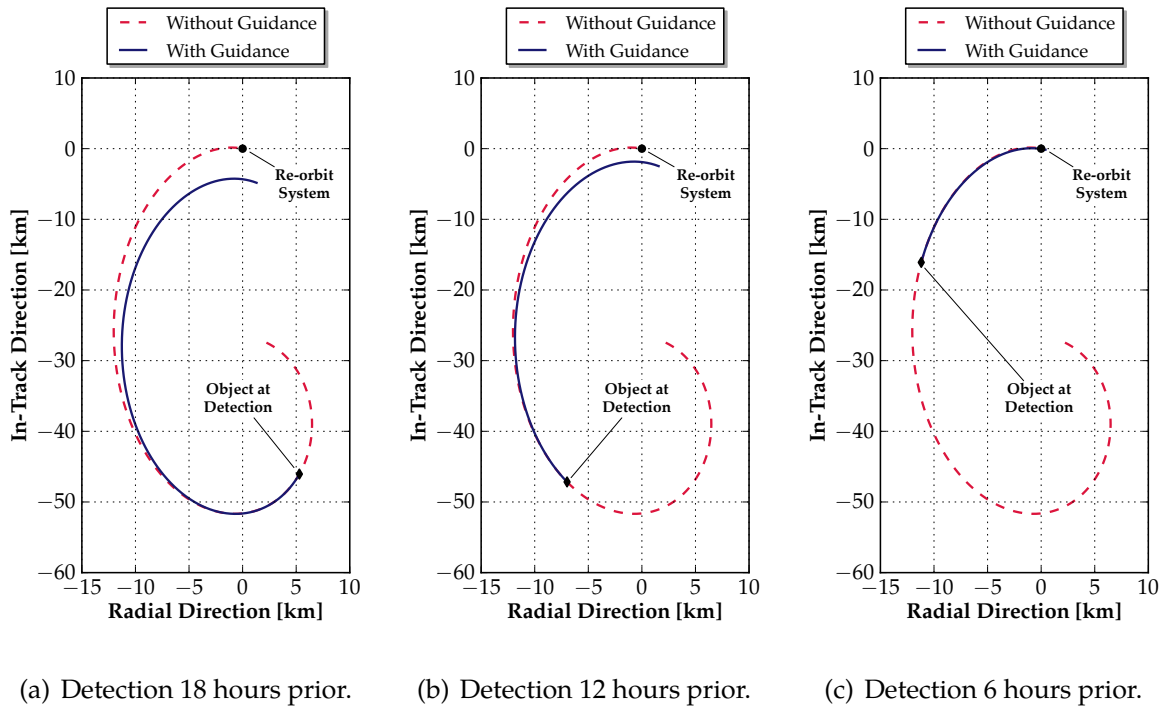 Without Guidance
With Guidance
10
0
−10
−20
−30
−40
−50
−60
−15
−10
−5
0
5
10
In-Track Direction [km]
Radial Direction [km]
Re-orbit
System
Object at
Detection
(a) Detection 18 hours prior.
Without Guidance
With Guidance
10
0
−10
−20
−30
−40
−50
−60
−15
−10
−5
0
5
10
In-Track Direction [km]
Radial Direction [km]
Re-orbit
System
Object at
Detection
(b) Detection 12 hours prior.
Without Guidance
With Guidance
10
0
−10
−20
−30
−40
−50
−60
−15
−10
−5
0
5
10
In-Track Direction [km]
Radial Direction [km]
Re-orbit
System
Object at
Detection
(c) Detection 6 hours prior.